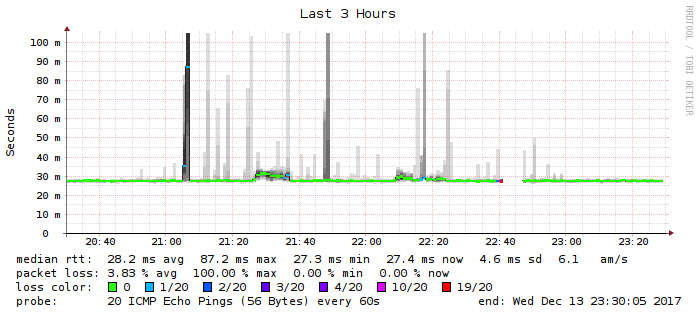 Last 3 Hours
RRDTOOL / TOBI OETIKER
Seconds
100 m
90 m
80 m
70 m
60 m
50 m
40 m
30 m
20 m
10 m
0
20:40 21:00 21:20 21:40 22:00 22:20 22:40 23:00 23:20
median rtt: 28.2 ms avg 87.2 ms max 27.3 ms min 27.4 ms now 4.6 ms sd 6.1 am/s
packet loss: 3.83 % avg 100.00 % max 0.00 % min 0.00 % now
loss color: 0 1/20 2/20 3/20 4/20 10/20 19/20
probe: 20 ICMP Echo Pings (56 Bytes) every 60s end: Wed Dec 13 23:30:05 2017